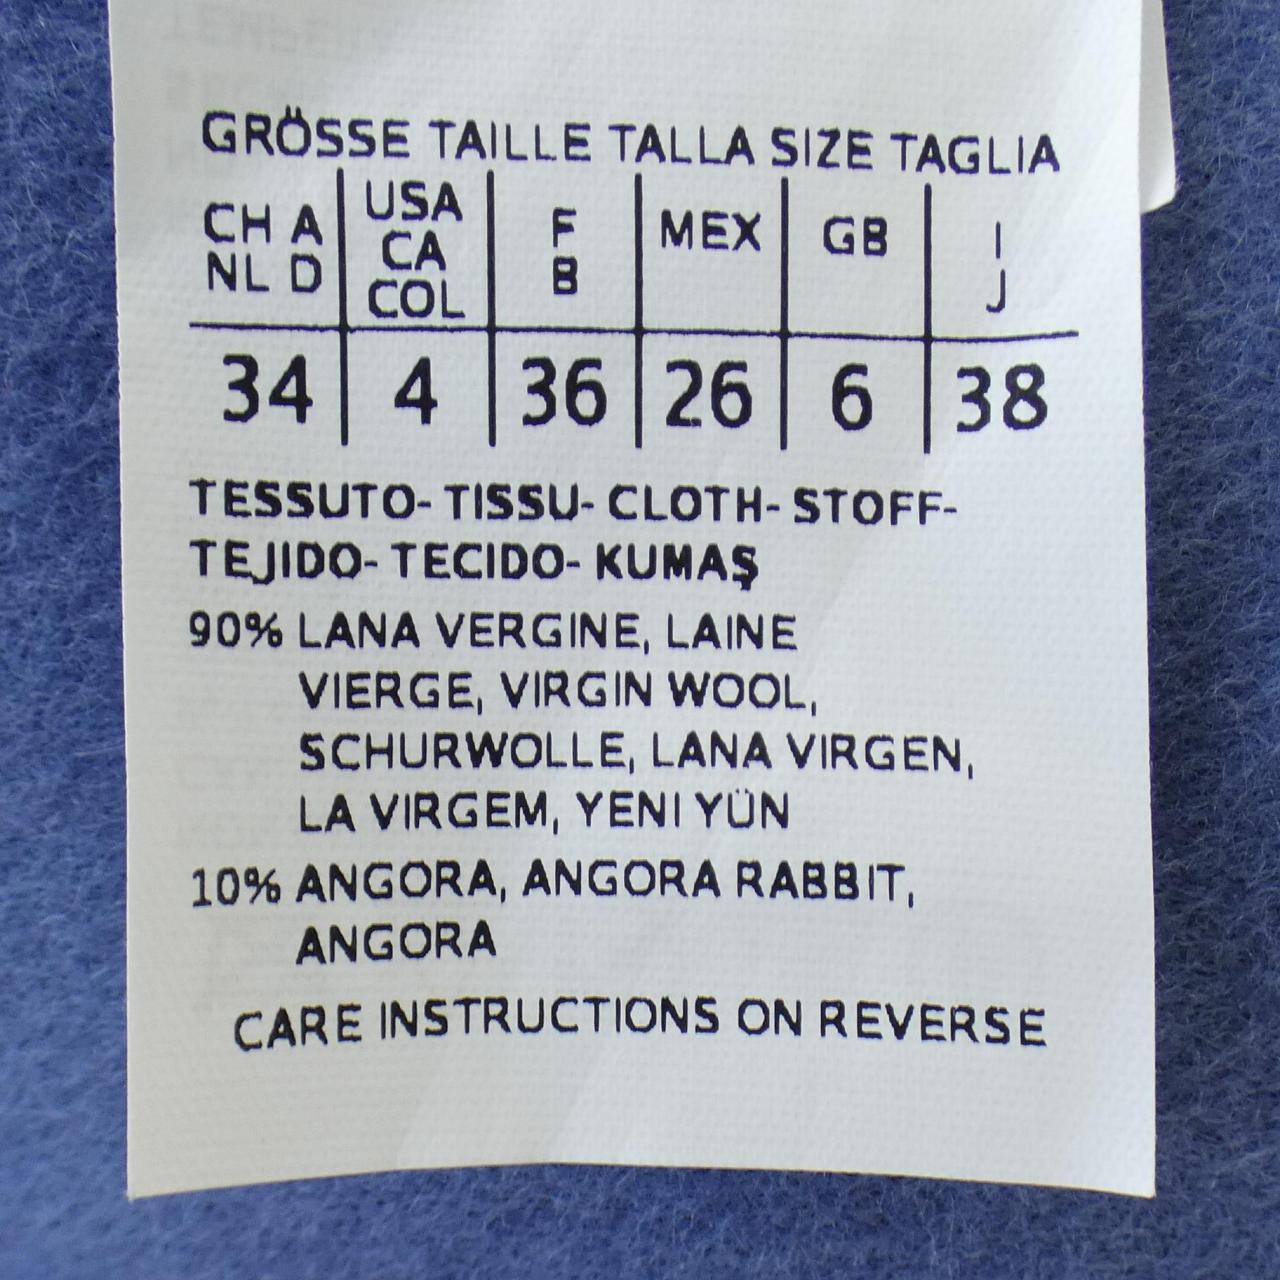 GRÖSSE TAILLE TALLA SIZE TAGLIA
CH A NL D | USA CA COL | F B | MEX | GB | I J
34 | 4 | 36 | 26 | 6 | 38
TESSUTO- TISSU- CLOTH- STOFF-
TEJIDO- TECIDO- KUMAŞ
90% LANA VERGINE, LAINE
VIERGE, VIRGIN WOOL,
SCHURWOLLE, LANA VIRGEN,
LA VIRGEM, YENI YÜN
10% ANGORA, ANGORA RABBIT,
ANGORA
CARE INSTRUCTIONS ON REVERSE